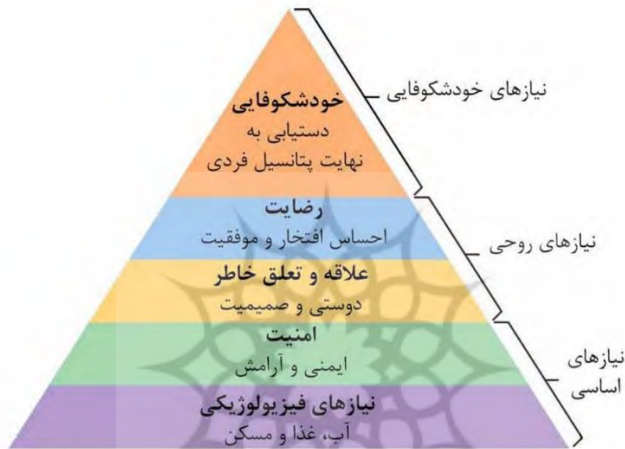 خودشکوفایی
دستیابی به
نهایت پتانسیل فردی
نیازهای خودشکوفایی
رضایت
احساس افتخار و موفقیت
علاقه و تعلق خاطر
دوستی و صمیمیت
نیازهای روحی
امنیت
ایمنی و آرامش
نیازهای فیزیولوژیکی
آب، غذا و مسکن
نیازهای
اساسی